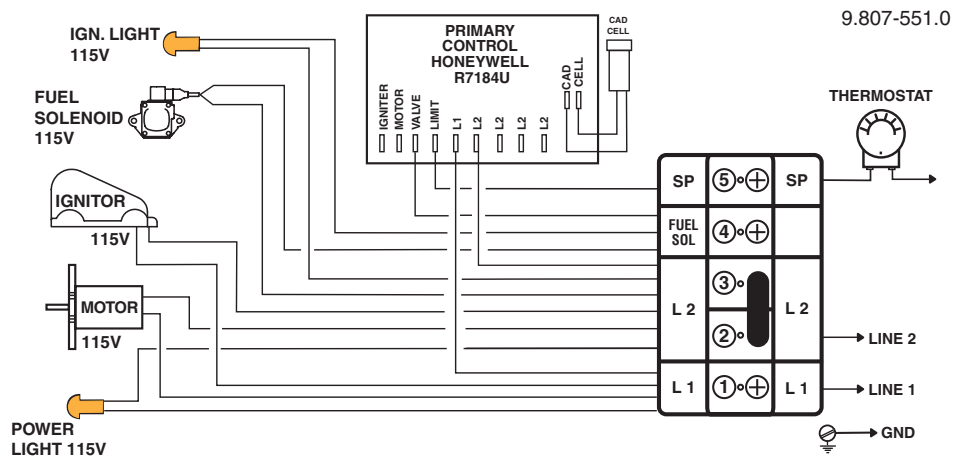 9.807-551.0
IGN. LIGHT
115V
PRIMARY
CONTROL
HONEYWELL
R7184U
CAD
CELL
IGNITER
MOTOR
VALVE
LIMIT
L1
L2
L2
L2
L2
CAD
CELL
FUEL
SOLENOID
115V
THERMOSTAT
IGNITOR
115V
MOTOR
115V
POWER
LIGHT 115V
SP
5
SP
FUEL
SOL
4
L 2
3
2
L 2
L 1
1
L 1
LINE 2
LINE 1
GND